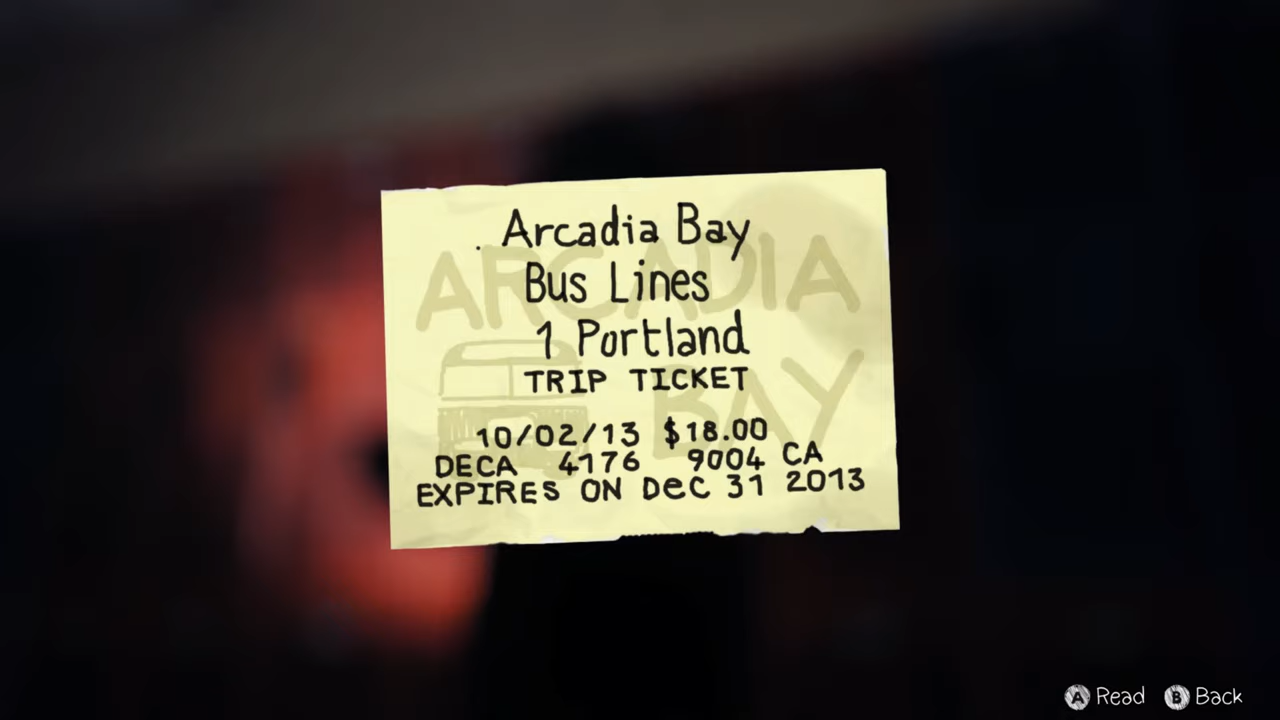 Arcadia Bay
Bus Lines
1 Portland
TRIP TICKET
10/02/13 $18.00
DECA 4176 9004 CA
EXPIRES ON DEC 31 2013
ARCADIA
BAY
A Read B Back